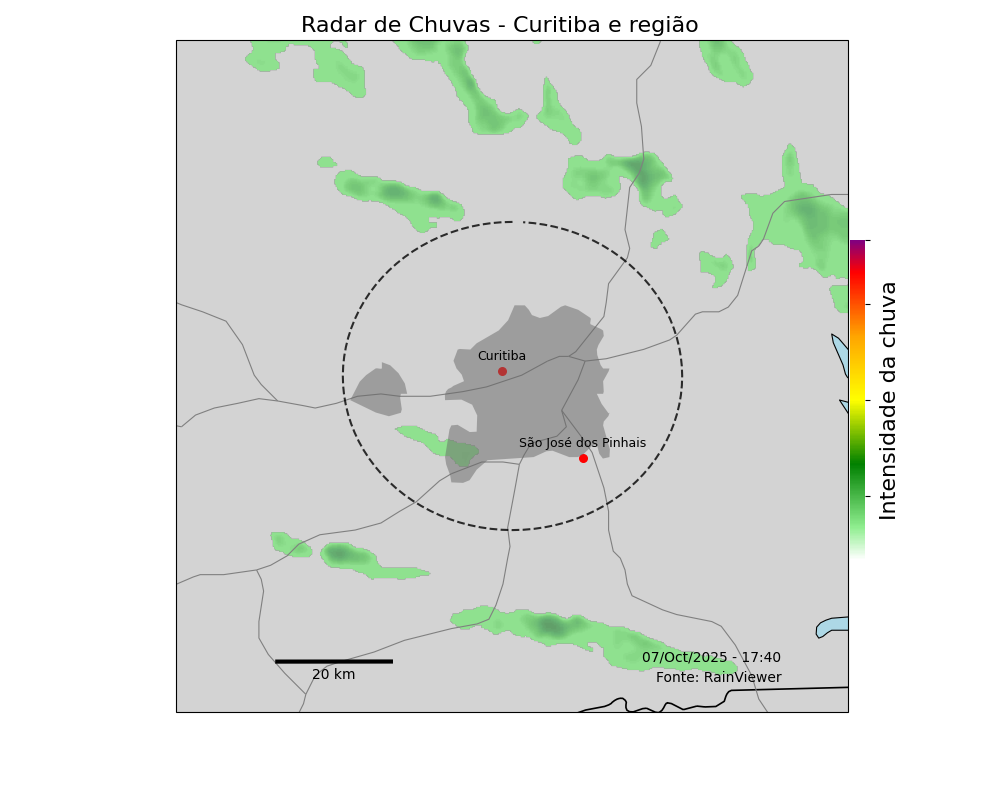 Radar de Chuvas - Curitiba e região
Curitiba
São José dos Pinhais
Intensidade da chuva
07/Oct/2025 - 17:40
20 km
Fonte: RainViewer